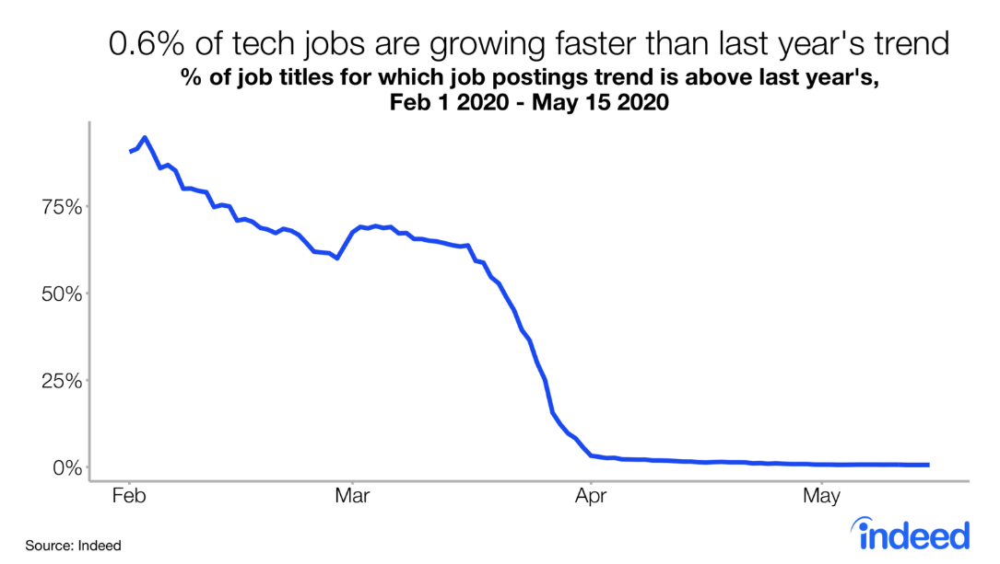 0.6% of tech jobs are growing faster than last year's trend
% of job titles for which job postings trend is above last year's,
Feb 1 2020 - May 15 2020
75%
50%
25%
0%
Feb
Mar
Apr
May
Source: Indeed
indeed